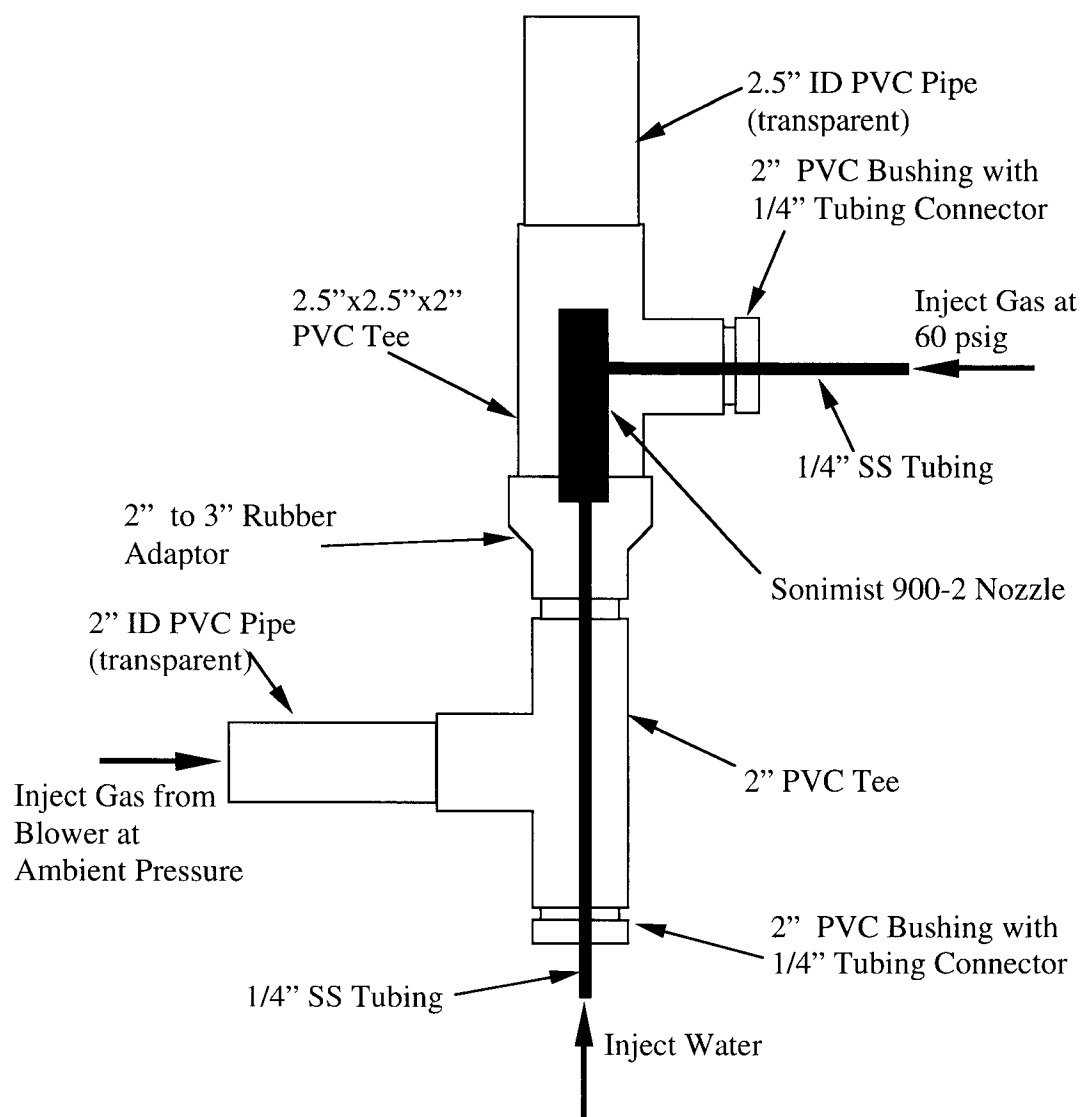 2.5” ID PVC Pipe
(transparent)
2” PVC Bushing with
1/4” Tubing Connector
2.5”x2.5”x2”
PVC Tee
Inject Gas at
60 psig
1/4” SS Tubing
2” to 3” Rubber
Adaptor
Sonimist 900-2 Nozzle
2” ID PVC Pipe
(transparent)
2” PVC Tee
Inject Gas from
Blower at
Ambient Pressure
2” PVC Bushing with
1/4” Tubing Connector
1/4” SS Tubing
Inject Water